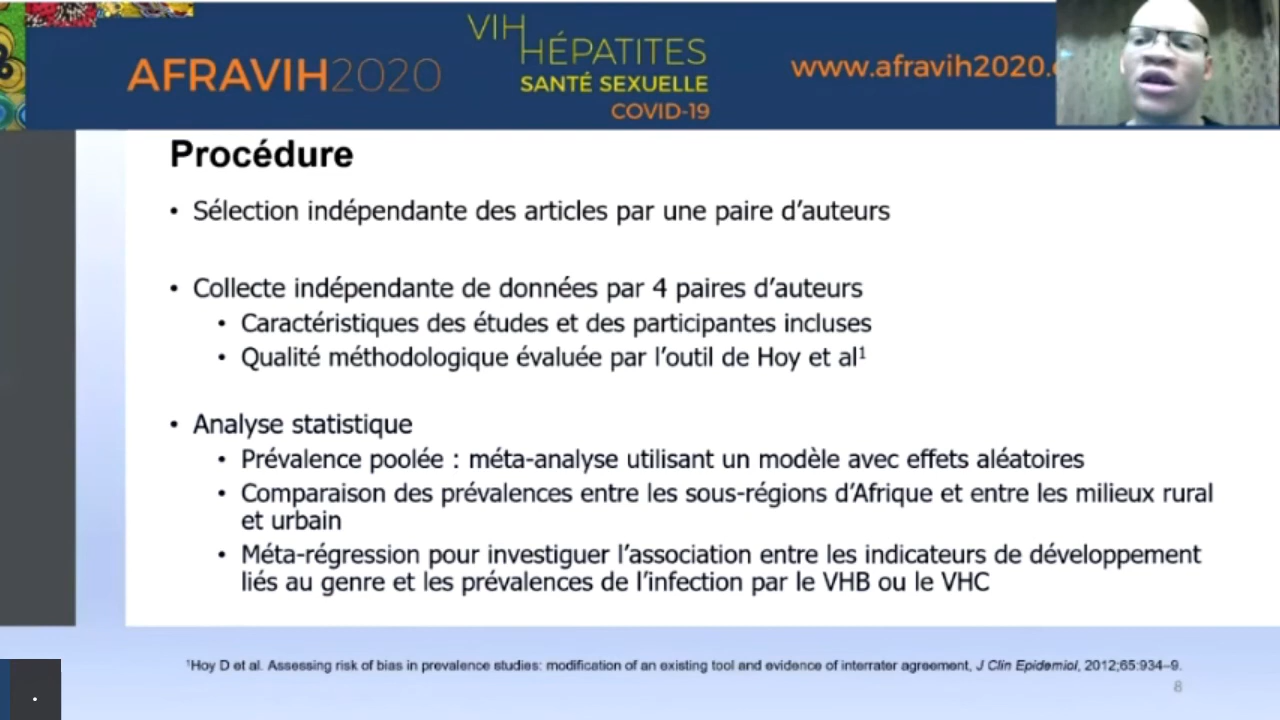 AFRAVIH2020
VIH
HÉPATITES
SANTÉ SEXUELLE
COVID-19
www.afravih2020.
Procédure
• Sélection indépendante des articles par une paire d’auteurs
• Collecte indépendante de données par 4 paires d’auteurs
• Caractéristiques des études et des participantes incluses
• Qualité méthodologique évaluée par l’outil de Hoy et al¹
• Analyse statistique
• Prévalence poolée : méta-analyse utilisant un modèle avec effets aléatoires
• Comparaison des prévalences entre les sous-régions d’Afrique et entre les milieux rural
et urbain
• Méta-régression pour investiguer l’association entre les indicateurs de développement
liés au genre et les prévalences de l’infection par le VHB ou le VHC
¹Hoy D et al. Assessing risk of bias in prevalence studies: modification of an existing tool and evidence of interrater agreement, J Clin Epidemiol, 2012;65:934–9.
8